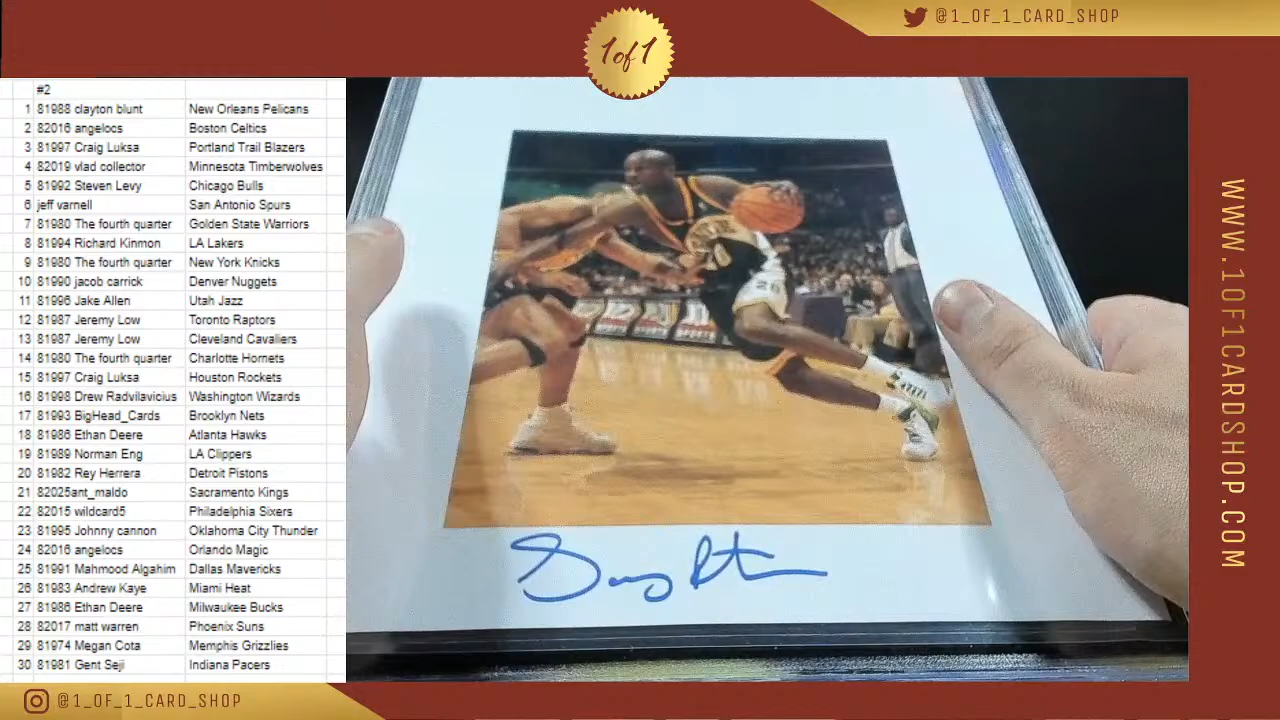 @1_OF_1_CARD_SHOP
1of1
#2
1 81988 clayton blunt New Orleans Pelicans
2 82016 angelocs Boston Celtics
3 81997 Craig Luksa Portland Trail Blazers
4 82019 vlad collector Minnesota Timberwolves
5 81992 Steven Levy Chicago Bulls
6 jeff varnell San Antonio Spurs
7 81980 The fourth quarter Golden State Warriors
8 81994 Richard Kinmon LA Lakers
9 81980 The fourth quarter New York Knicks
10 81990 jacob carrick Denver Nuggets
11 81996 Jake Allen Utah Jazz
12 81987 Jeremy Low Toronto Raptors
13 81987 Jeremy Low Cleveland Cavaliers
14 81980 The fourth quarter Charlotte Hornets
15 81997 Craig Luksa Houston Rockets
16 81998 Drew Radvilavicius Washington Wizards
17 81993 BigHead_Cards Brooklyn Nets
18 81986 Ethan Deere Atlanta Hawks
19 81989 Norman Eng LA Clippers
20 81982 Rey Herrera Detroit Pistons
21 82025ant_maldo Sacramento Kings
22 82015 wildcard5 Philadelphia Sixers
23 81995 Johnny cannon Oklahoma City Thunder
24 82016 angelocs Orlando Magic
25 81991 Mahmood Algahim Dallas Mavericks
26 81983 Andrew Kaye Miami Heat
27 81986 Ethan Deere Milwaukee Bucks
28 82017 matt warren Phoenix Suns
29 81974 Megan Cota Memphis Grizzlies
30 81981 Gent Seji Indiana Pacers
20
WWW.1OF1CARDSHOP.COM
@1_OF_1_CARD_SHOP